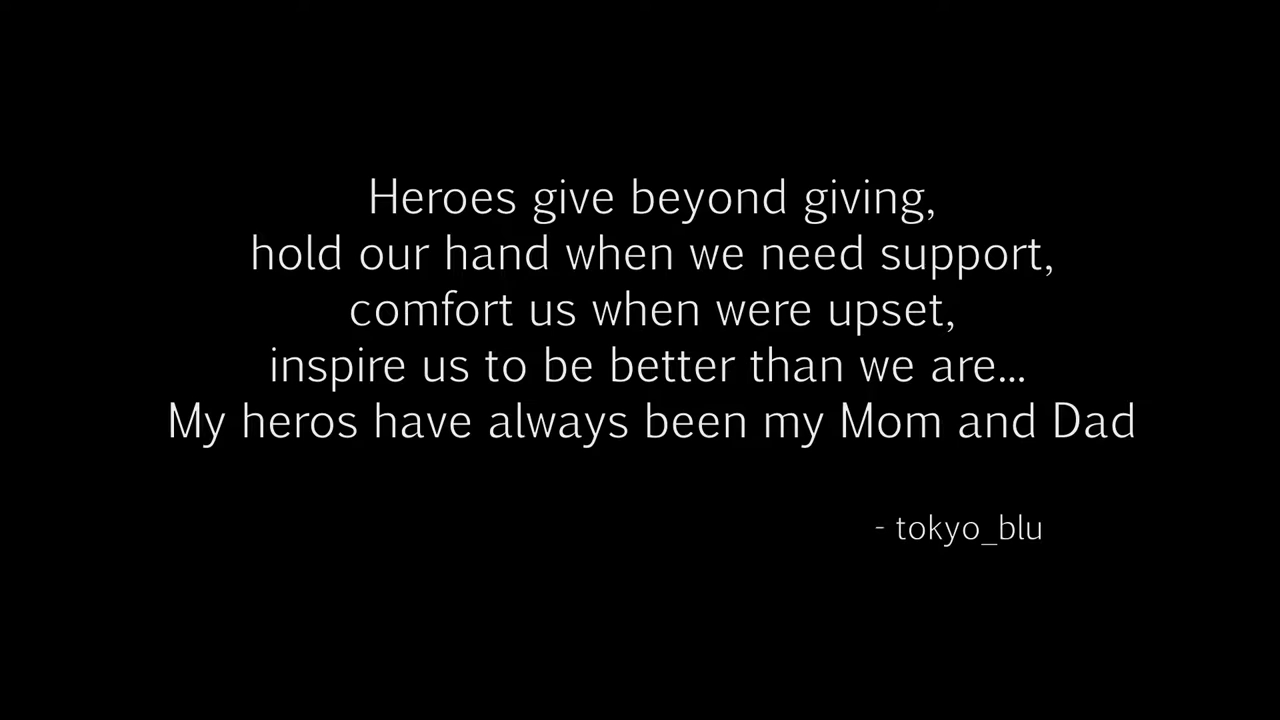 Heroes give beyond giving,
hold our hand when we need support,
comfort us when were upset,
inspire us to be better than we are...
My heros have always been my Mom and Dad
- tokyo_blu